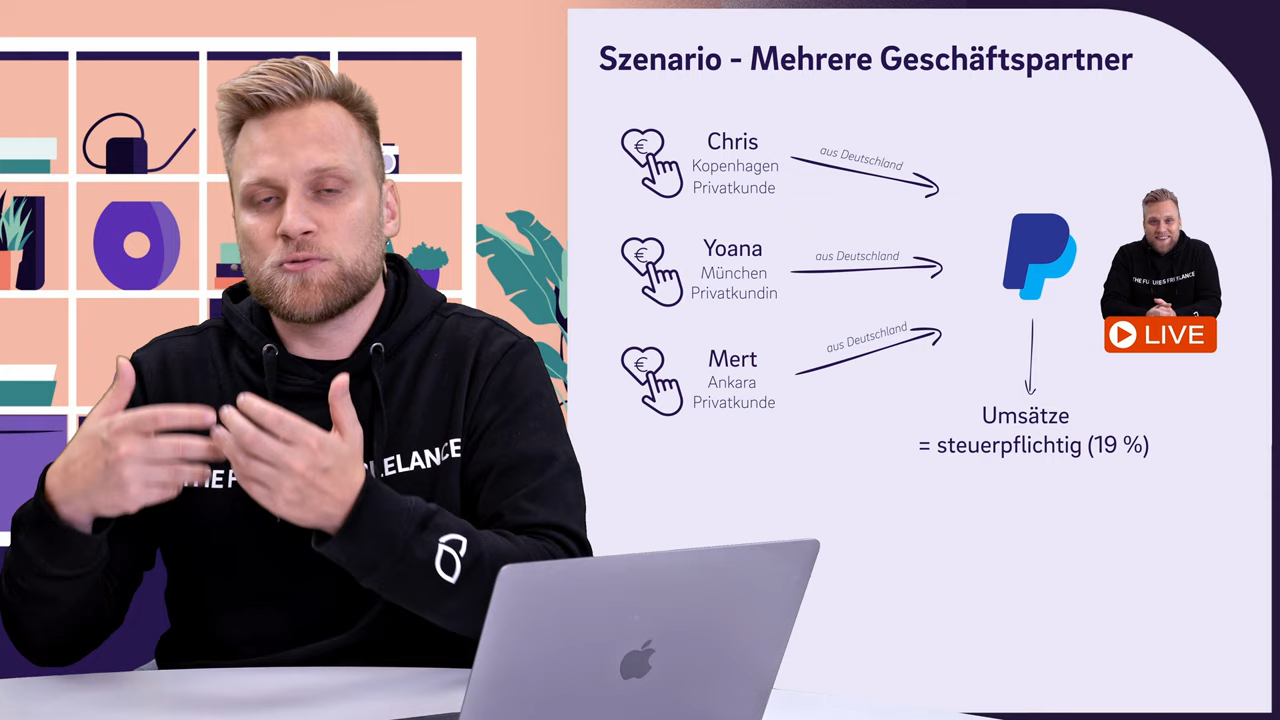 Szenario - Mehrere Geschäftspartner
Chris
Kopenhagen
Privatkunde
aus Deutschland
Yoana
München
Privatkundin
aus Deutschland
Mert
Ankara
Privatkunde
aus Deutschland
LIVE
Umsätze
= steuerpflichtig (19 %)